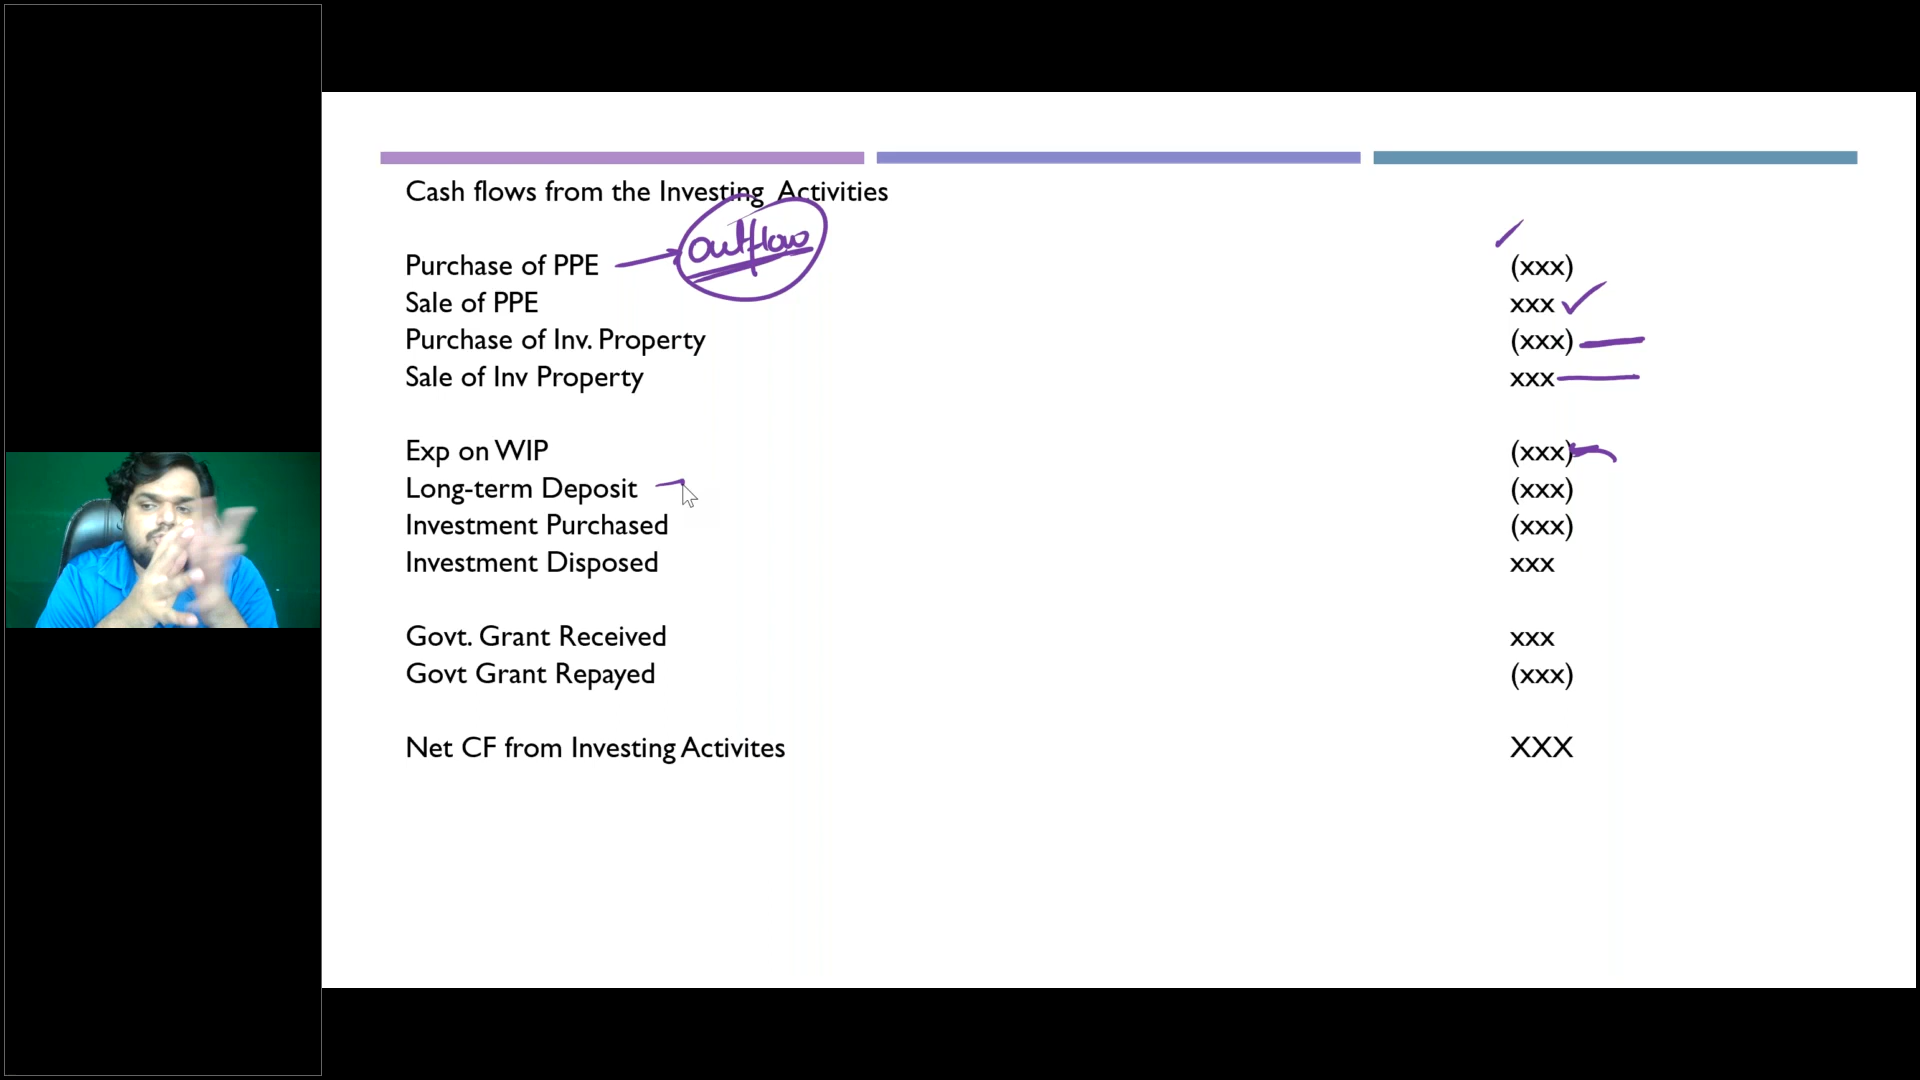 Cash flows from the Investing Activities
outflow
Purchase of PPE (xxx)
Sale of PPE xxx
Purchase of Inv. Property (xxx)
Sale of Inv Property xxx
Exp on WIP (xxx)
Long-term Deposit (xxx)
Investment Purchased (xxx)
Investment Disposed xxx
Govt. Grant Received xxx
Govt Grant Repayed (xxx)
Net CF from Investing Activites XXX